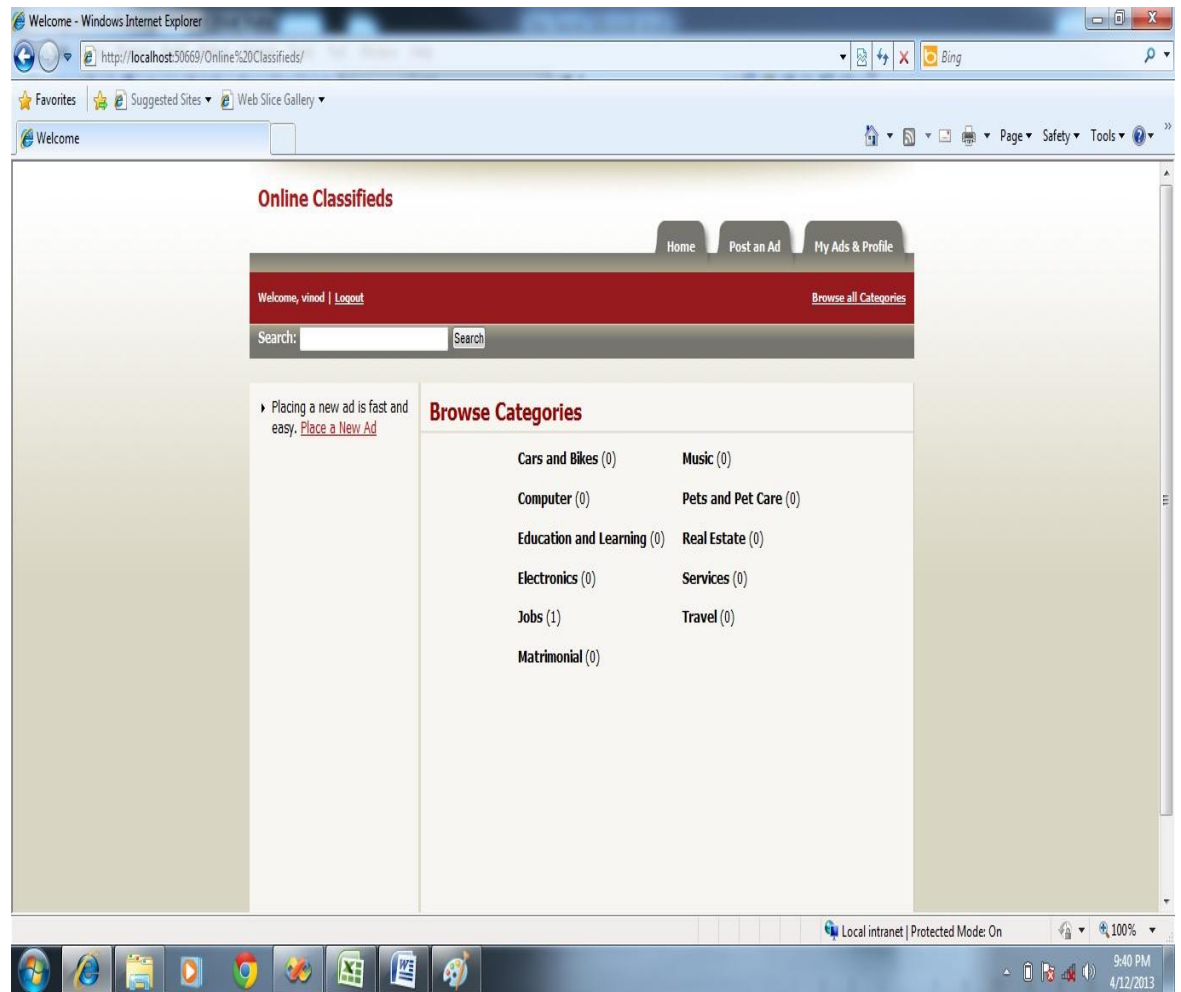 Welcome - Windows Internet Explorer
http://localhost:50669/Online%20Classifieds/
Bing
Favorites Suggested Sites Web Slice Gallery
Welcome
Page Safety Tools
Online Classifieds
Home Post an Ad My Ads & Profile
Welcome, vinod | Logout Browse all Categories
Search: Search
Placing a new ad is fast and
easy. Place a New Ad
Browse Categories
Cars and Bikes (0) Music (0)
Computer (0) Pets and Pet Care (0)
Education and Learning (0) Real Estate (0)
Electronics (0) Services (0)
Jobs (1) Travel (0)
Matrimonial (0)
Local intranet | Protected Mode: On 100%
9:40 PM
4/12/2013